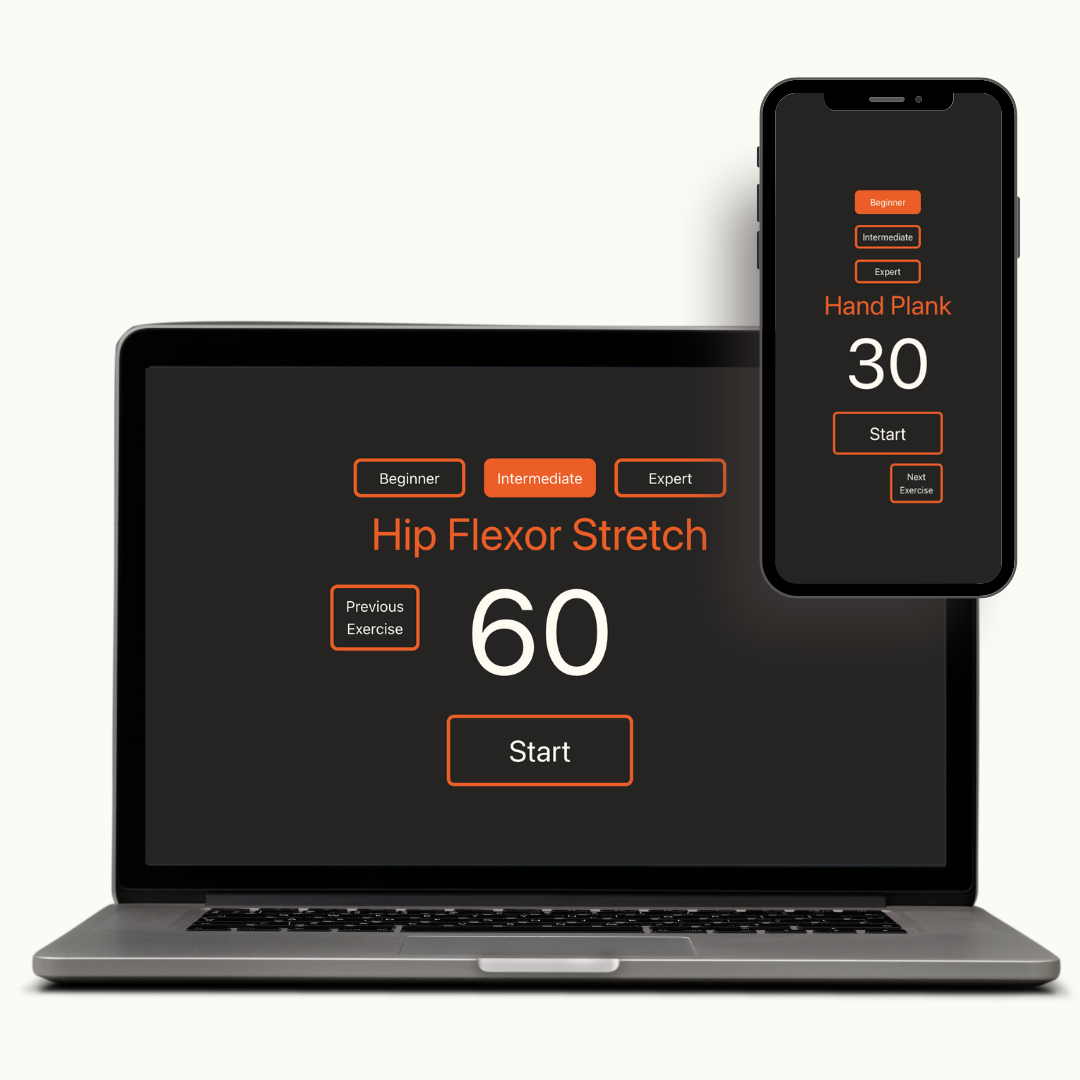 Beginner
Intermediate
Expert
Hand Plank
30
Start
Next
Exercise
Beginner Intermediate Expert
Hip Flexor Stretch
Previous
Exercise
60
Start